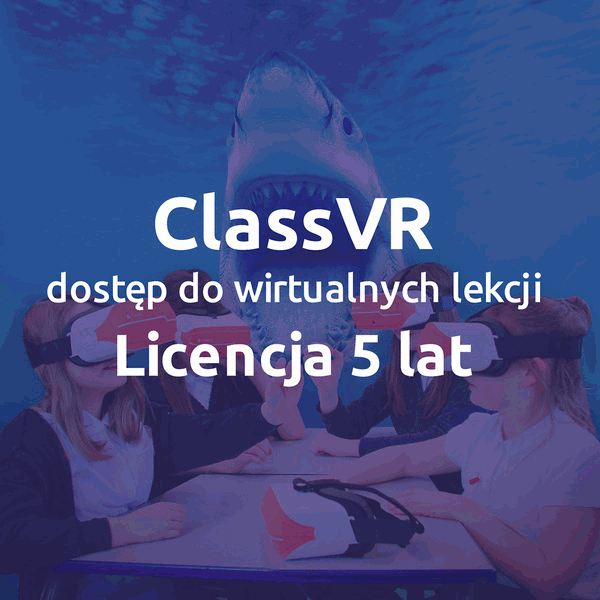 ClassVR
dostęp do wirtualnych lekcji
Licencja 5 lat